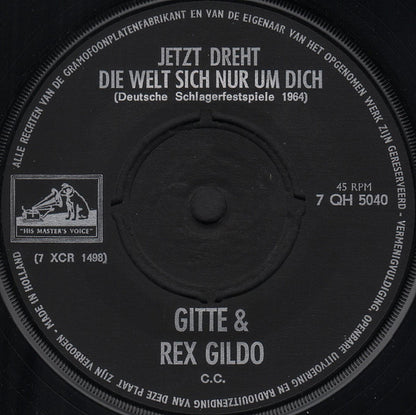 JETZT DREHT
DIE WELT SICH NUR UM DICH
(Deutsche Schlagerfestspiele 1964)
45 RPM
7 QH 5040
"HIS MASTER'S VOICE"
(7 XCR 1498)
GITTE &
REX GILDO
C.C.
ALLE RECHTEN VAN DE GRAMOFOONPLATENFABRIKANT EN VAN DE EIGENAAR VAN HET OPGENOMEN WERK ZIJN GERESERVEERD - VERMENIGVULDIGING, OPENBARE UITVOERING EN RADIOUITZENDING VAN DEZE PLAAT ZIJN VERBODEN - MADE IN HOLLAND